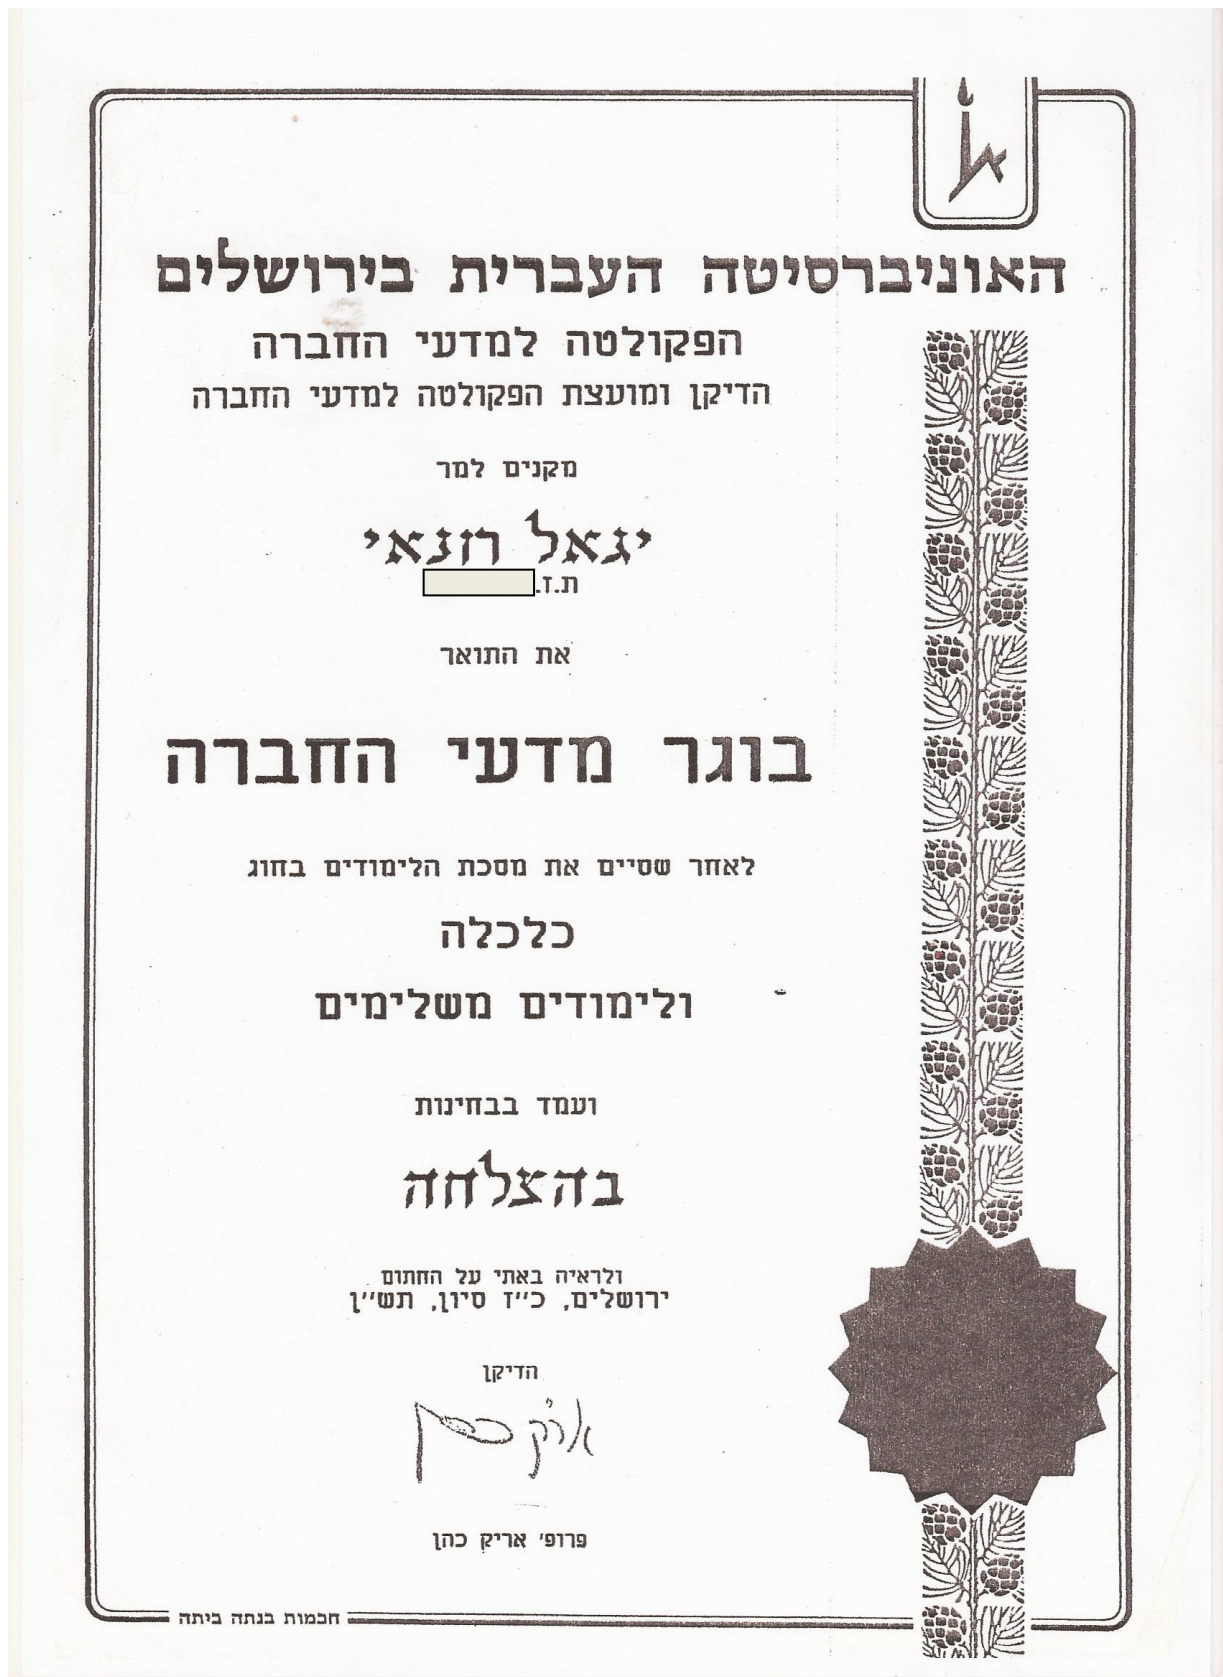 האוניברסיטה העברית בירושלים
הפקולטה למדעי החברה
הדיקן ומועצת הפקולטה למדעי החברה
מקנים למר
יגאל רזנאי
ת.ז.
את התואר
בוגר מדעי החברה
לאחר שסיים את מסכת הלימודים בחוג
כלכלה
ולימודים משלימים
ועמד בבחינות
בהצלחה
ולראיה באתי על החתום
ירושלים, כ''ז סיון, תש''ן
הדיקן
אריק כהן
פרופ' אריק כהן
חכמות בנתה ביתה